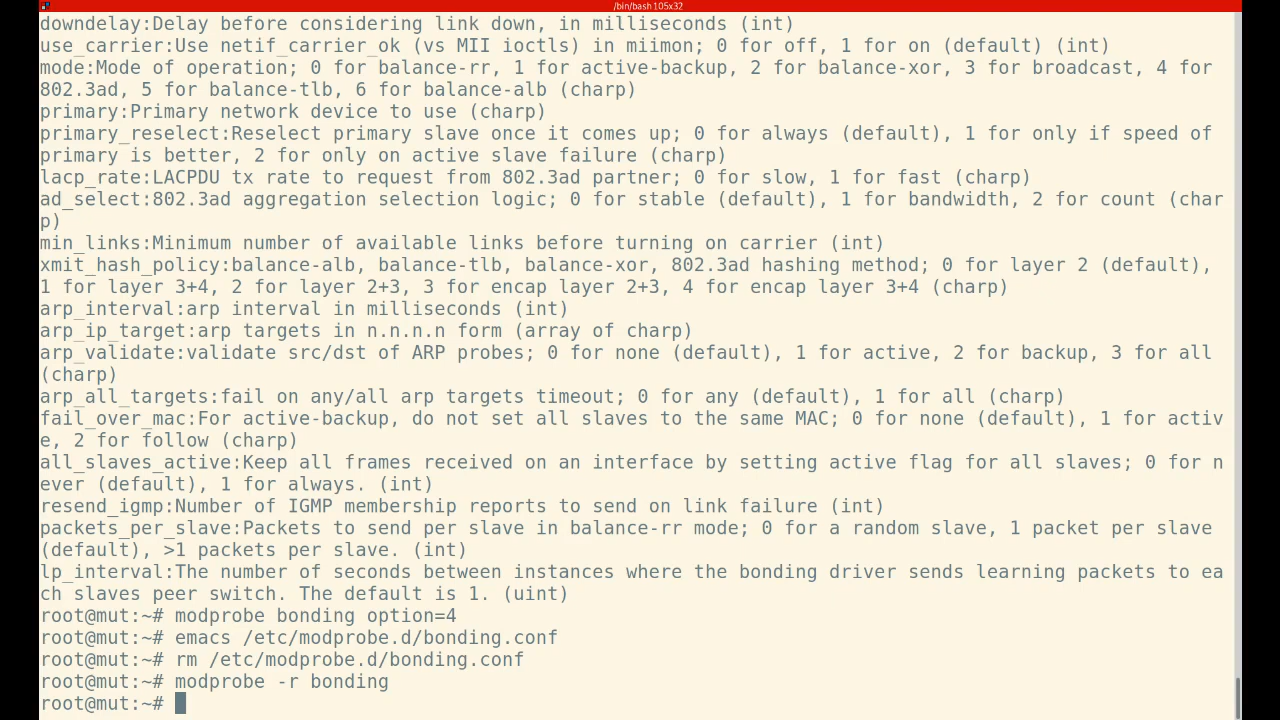 /bin/bash 105x32
downdelay:Delay before considering link down, in milliseconds (int)
use_carrier:Use netif_carrier_ok (vs MII ioctls) in miimon; 0 for off, 1 for on (default) (int)
mode:Mode of operation; 0 for balance-rr, 1 for active-backup, 2 for balance-xor, 3 for broadcast, 4 for
802.3ad, 5 for balance-tlb, 6 for balance-alb (charp)
primary:Primary network device to use (charp)
primary_reselect:Reselect primary slave once it comes up; 0 for always (default), 1 for only if speed of
primary is better, 2 for only on active slave failure (charp)
lacp_rate:LACPDU tx rate to request from 802.3ad partner; 0 for slow, 1 for fast (charp)
ad_select:802.3ad aggregation selection logic; 0 for stable (default), 1 for bandwidth, 2 for count (char
p)
min_links:Minimum number of available links before turning on carrier (int)
xmit_hash_policy:balance-alb, balance-tlb, balance-xor, 802.3ad hashing method; 0 for layer 2 (default),
1 for layer 3+4, 2 for layer 2+3, 3 for encap layer 2+3, 4 for encap layer 3+4 (charp)
arp_interval:arp interval in milliseconds (int)
arp_ip_target:arp targets in n.n.n.n form (array of charp)
arp_validate:validate src/dst of ARP probes; 0 for none (default), 1 for active, 2 for backup, 3 for all
(charp)
arp_all_targets:fail on any/all arp targets timeout; 0 for any (default), 1 for all (charp)
fail_over_mac:For active-backup, do not set all slaves to the same MAC; 0 for none (default), 1 for activ
e, 2 for follow (charp)
all_slaves_active:Keep all frames received on an interface by setting active flag for all slaves; 0 for n
ever (default), 1 for always. (int)
resend_igmp:Number of IGMP membership reports to send on link failure (int)
packets_per_slave:Packets to send per slave in balance-rr mode; 0 for a random slave, 1 packet per slave
(default), >1 packets per slave. (int)
lp_interval:The number of seconds between instances where the bonding driver sends learning packets to ea
ch slaves peer switch. The default is 1. (uint)
root@mut:~# modprobe bonding option=4
root@mut:~# emacs /etc/modprobe.d/bonding.conf
root@mut:~# rm /etc/modprobe.d/bonding.conf
root@mut:~# modprobe -r bonding
root@mut:~#